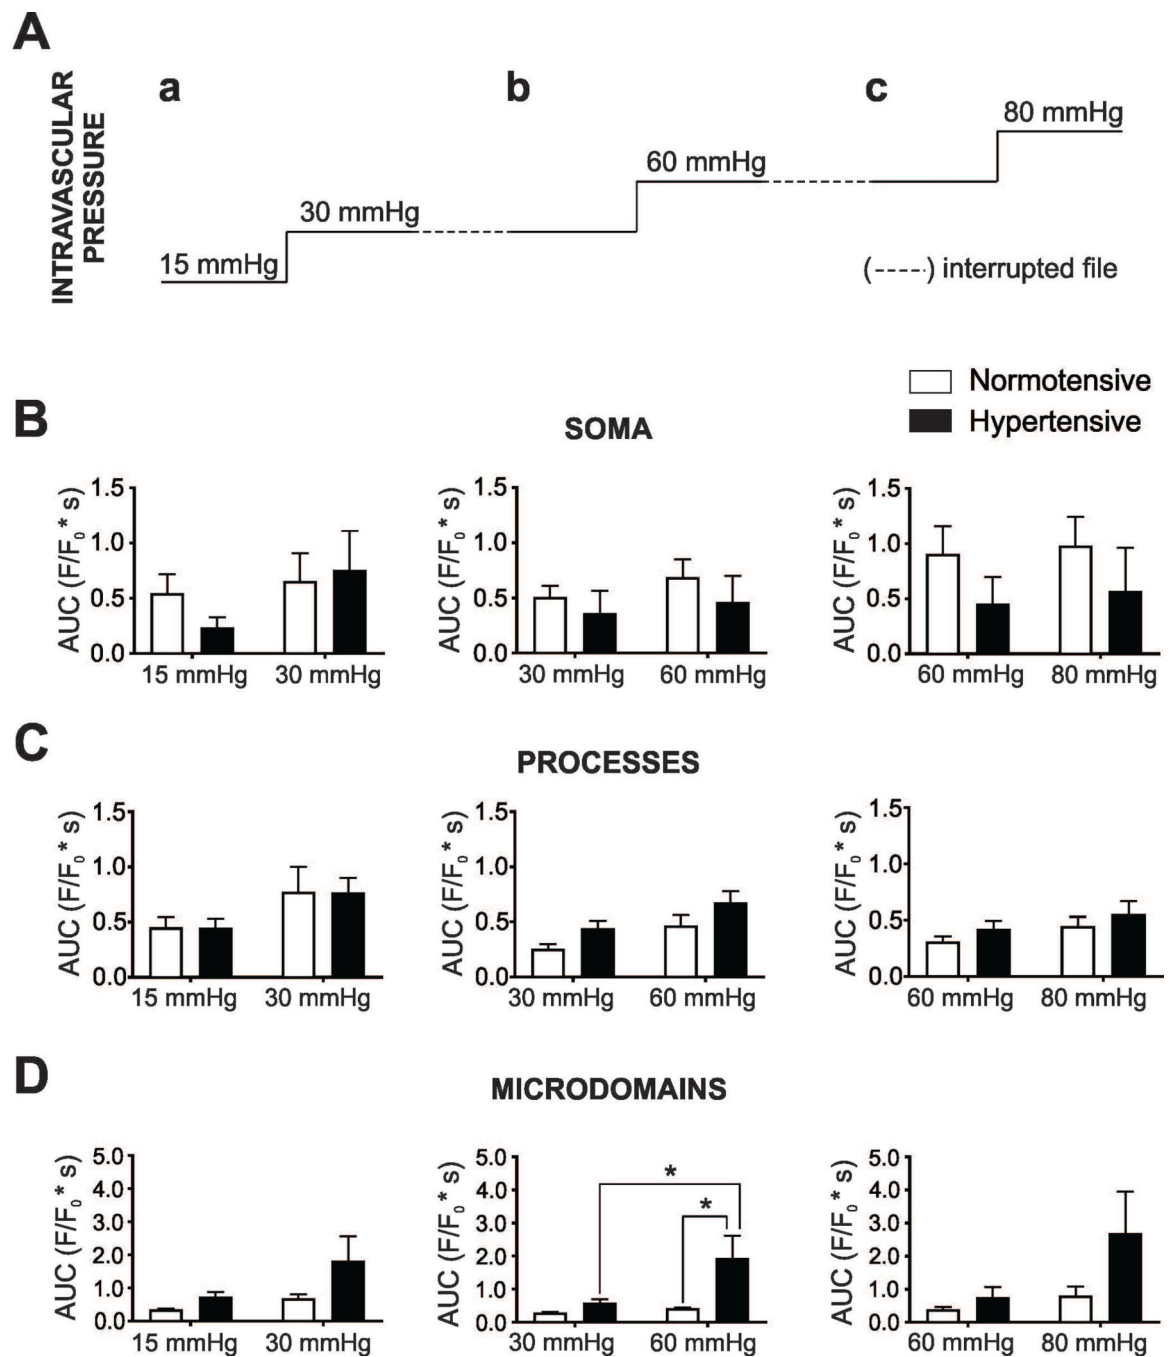 A
INTRAVASCULAR
PRESSURE
a
b
c
15 mmHg
30 mmHg
60 mmHg
80 mmHg
(----) interrupted file
Normotensive
Hypertensive
B
SOMA
AUC (F/F₀ * s)
1.5
1.0
0.5
0.0
15 mmHg 30 mmHg
AUC (F/F₀ * s)
1.5
1.0
0.5
0.0
30 mmHg 60 mmHg
AUC (F/F₀ * s)
1.5
1.0
0.5
0.0
60 mmHg 80 mmHg
C
PROCESSES
AUC (F/F₀ * s)
1.5
1.0
0.5
0.0
15 mmHg 30 mmHg
AUC (F/F₀ * s)
1.5
1.0
0.5
0.0
30 mmHg 60 mmHg
AUC (F/F₀ * s)
1.5
1.0
0.5
0.0
60 mmHg 80 mmHg
D
MICRODOMAINS
AUC (F/F₀ * s)
5.0
4.0
3.0
2.0
1.0
0.0
15 mmHg 30 mmHg
AUC (F/F₀ * s)
5.0
4.0
3.0
2.0
1.0
0.0
*
*
30 mmHg 60 mmHg
AUC (F/F₀ * s)
5.0
4.0
3.0
2.0
1.0
0.0
60 mmHg 80 mmHg